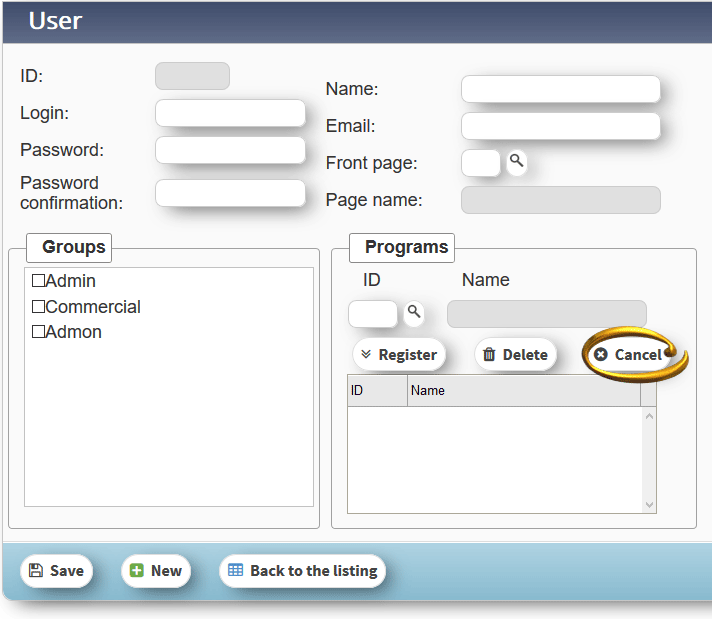 User
ID:
Login:
Password:
Password
confirmation:
Name:
Email:
Front page:
Page name:
Groups
Admin
Commercial
Admon
Programs
ID Name
Register Delete Cancel
ID Name
Save New Back to the listing